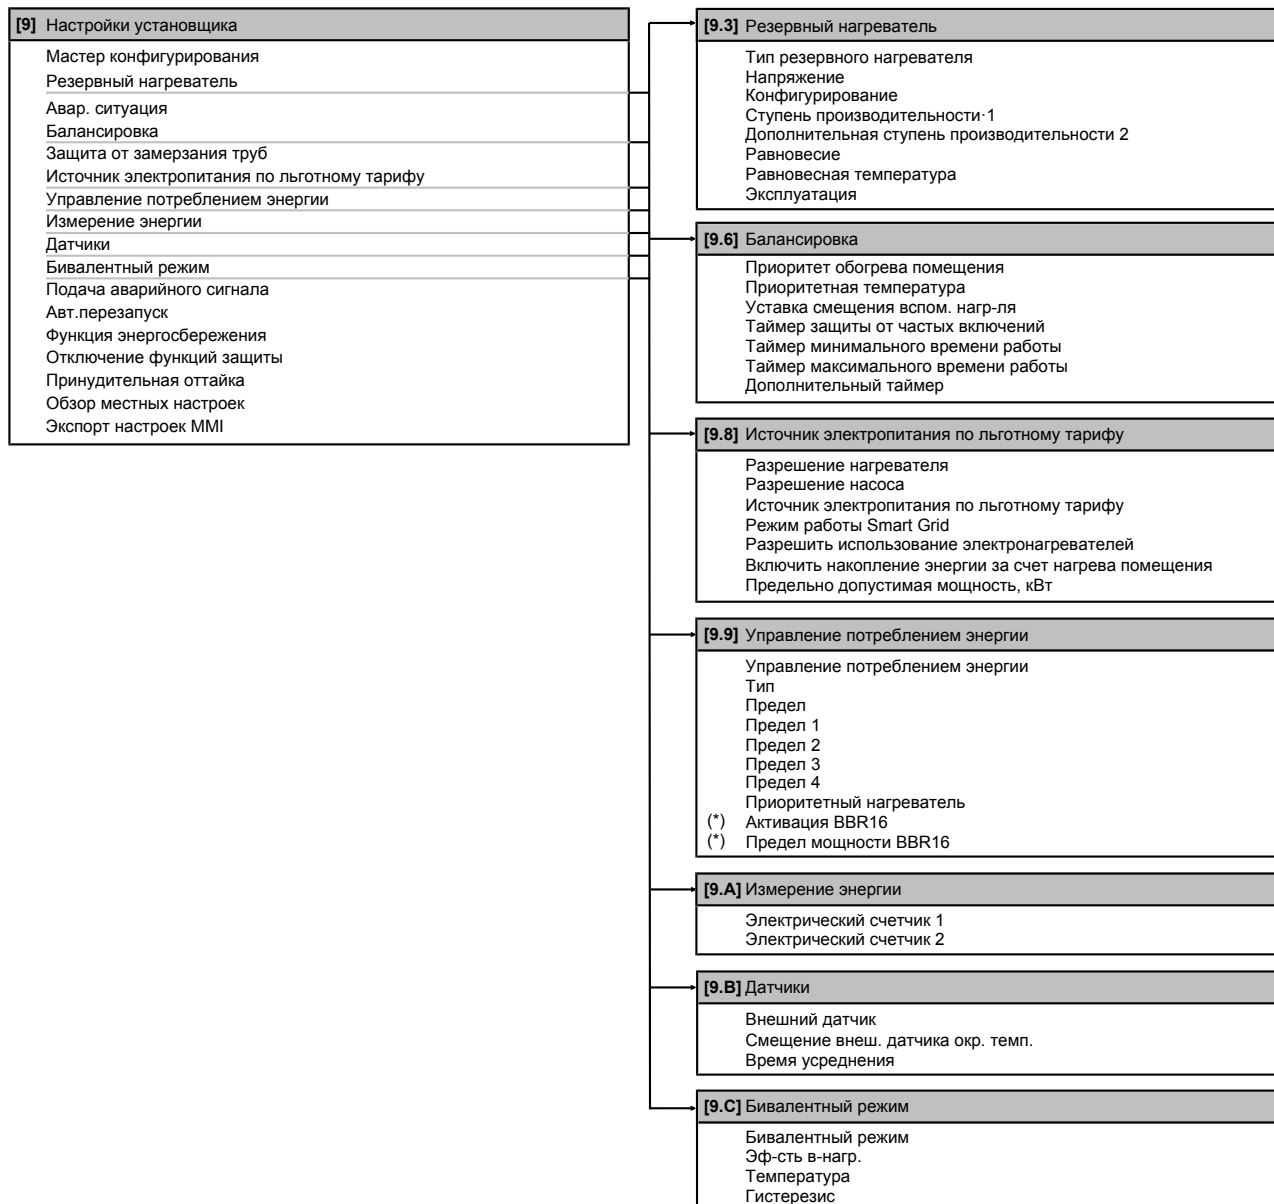 [9] Настройки установщика
Мастер конфигурирования
Резервный нагреватель
Авар. ситуация
Балансировка
Защита от замерзания труб
Источник электропитания по льготному тарифу
Управление потреблением энергии
Измерение энергии
Датчики
Бивалентный режим
Подача аварийного сигнала
Авт.перезапуск
Функция энергосбережения
Отключение функций защиты
Принудительная оттайка
Обзор местных настроек
Экспорт настроек MMI
[9.3] Резервный нагреватель
Тип резервного нагревателя
Напряжение
Конфигурирование
Ступень производительности·1
Дополнительная ступень производительности 2
Равновесие
Равновесная температура
Эксплуатация
[9.6] Балансировка
Приоритет обогрева помещения
Приоритетная температура
Уставка смещения вспом. нагр-ля
Таймер защиты от частых включений
Таймер минимального времени работы
Таймер максимального времени работы
Дополнительный таймер
[9.8] Источник электропитания по льготному тарифу
Разрешение нагревателя
Разрешение насоса
Источник электропитания по льготному тарифу
Режим работы Smart Grid
Разрешить использование электронагревателей
Включить накопление энергии за счет нагрева помещения
Предельно допустимая мощность, кВт
[9.9] Управление потреблением энергии
Управление потреблением энергии
Тип
Предел
Предел 1
Предел 2
Предел 3
Предел 4
Приоритетный нагреватель
(*) Активация BBR16
(*) Предел мощности BBR16
[9.A] Измерение энергии
Электрический счетчик 1
Электрический счетчик 2
[9.B] Датчики
Внешний датчик
Смещение внеш. датчика окр. темп.
Время усреднения
[9.C] Бивалентный режим
Бивалентный режим
Эф-сть в-нагр.
Температура
Гистерезис